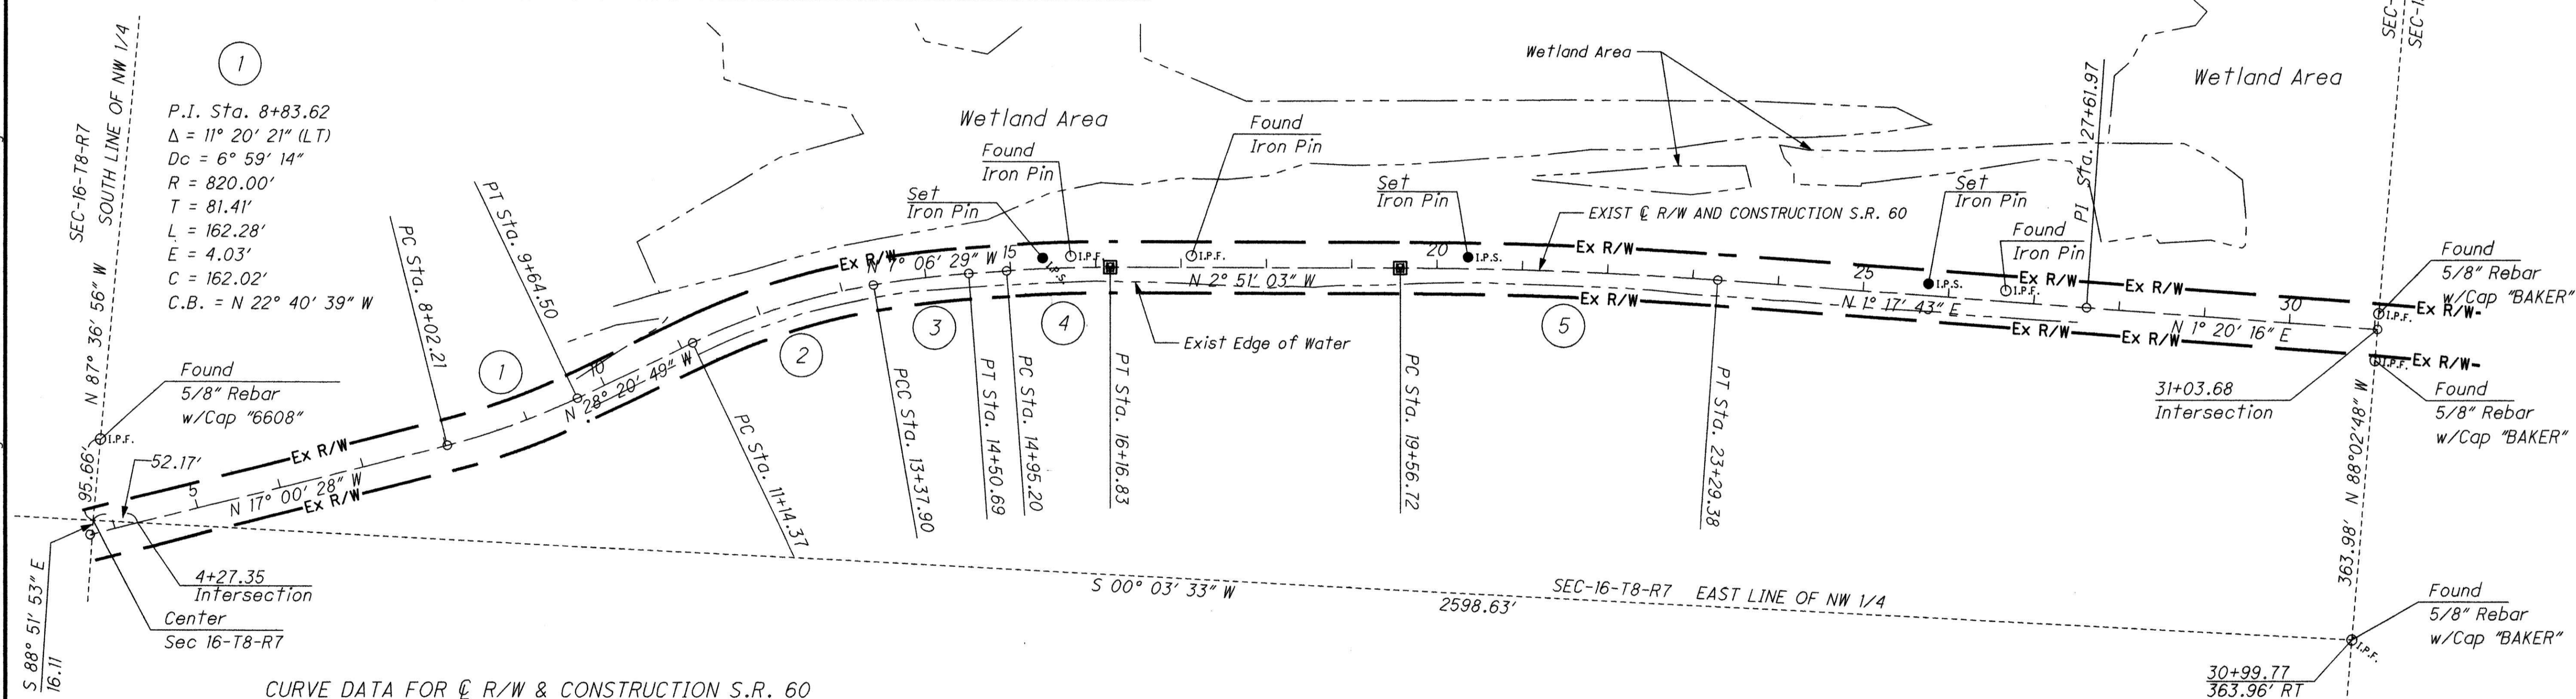 SEC-16-T8-R7
N 87° 36' 56" W
SOUTH LINE OF NW 1/4
1
P.I. Sta. 8+83.62
Δ = 11° 20' 21" (LT)
Dc = 6° 59' 14"
R = 820.00'
T = 81.41'
L = 162.28'
E = 4.03'
C = 162.02'
C.B. = N 22° 40' 39" W
Found
5/8" Rebar
w/Cap "6608"
I.P.F.
95.66'
52.17'
5
N 17° 00' 28" W
Ex R/W
Ex R/W
S 88° 51' 53" E
16.11
4+27.35
Intersection
Center
Sec 16-T8-R7
PC Sta. 8+02.21
1
PT Sta. 9+64.50
10
N 28° 20' 49" W
PC Sta. 11+14.37
2
PCC Sta. 13+37.90
Ex R/W
N 7° 06' 29" W
3
PT Sta. 14+50.69
15
PC Sta. 14+95.20
4
Wetland Area
Set
Iron Pin
I.P.S.
Found
Iron Pin
I.P.F.
Found
Iron Pin
I.P.F.
PT Sta. 16+16.83
N 2° 51' 03" W
Exist Edge of Water
Set
Iron Pin
I.P.S.
PC Sta. 19+56.72
20
EXIST ℄ R/W AND CONSTRUCTION S.R. 60
Ex R/W
Ex R/W
5
Wetland Area
PT Sta. 23+29.38
25
Set
Iron Pin
I.P.S.
Found
Iron Pin
I.P.F.
N 1° 17' 43" E
PI Sta. 27+61.97
Ex R/W
Ex R/W
Ex R/W
Ex R/W
30
N 1° 20' 16" E
Wetland Area
SEC-
SEC-1
Found
5/8" Rebar
w/Cap "BAKER"
Ex R/W
I.P.F.
I.P.F.
Ex R/W
Found
5/8" Rebar
w/Cap "BAKER"
31+03.68
Intersection
363.98' N 88°02'48" W
S 00° 03' 33" W
2598.63'
SEC-16-T8-R7 EAST LINE OF NW 1/4
Found
5/8" Rebar
w/Cap "BAKER"
I.P.F.
30+99.77
363.96' RT
CURVE DATA FOR ℄ R/W & CONSTRUCTION S.R. 60